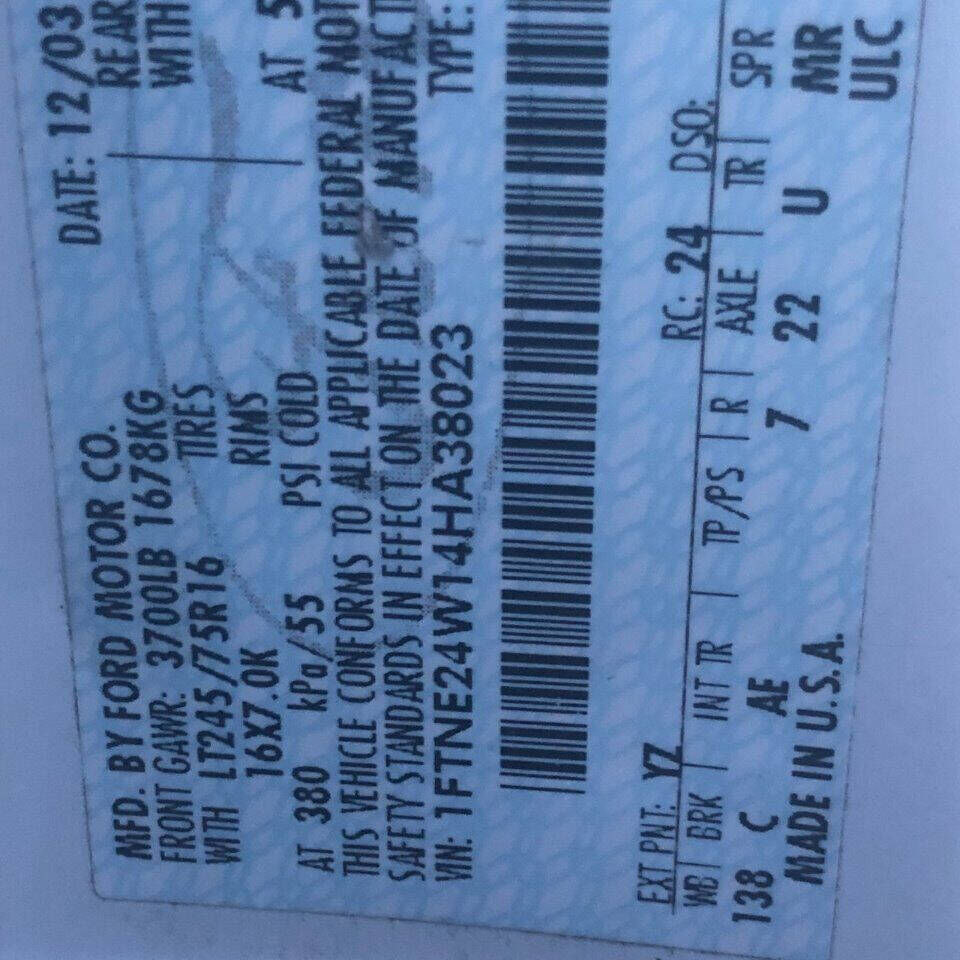 MFD. BY FORD MOTOR CO.
DATE: 12/03
FRONT GAWR: 3700LB 1678KG
REAR
WITH LT245/75R16 TIRES
WITH
16X7.0K RIMS
AT 380 kPa/55 PSI COLD
AT 5
THIS VEHICLE CONFORMS TO ALL APPLICABLE FEDERAL MOT
SAFETY STANDARDS IN EFFECT ON THE DATE OF MANUFACT
VIN: 1FTNE24W14HA38023
TYPE:
EXT PNT: YZ
RC: 24 DSO:
WB BRK INT TR TP/PS R AXLE TR SPR
138 C AE 7 22 U MR
MADE IN U.S.A.
ULC